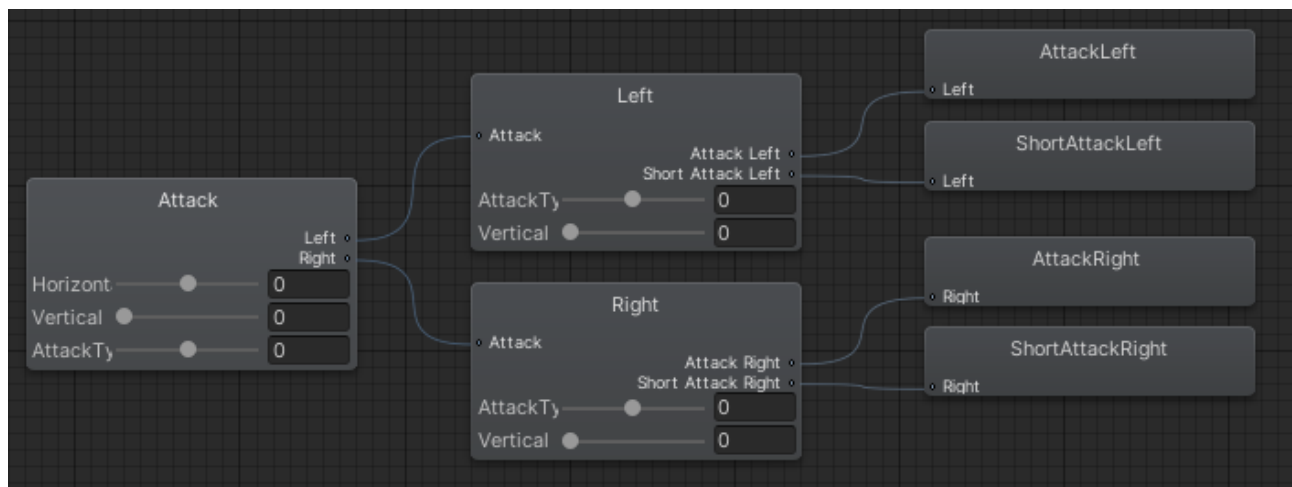 Attack
Left
Right
Horizont
0
Vertical
0
AttackTy
0
Left
Attack
Attack Left
Short Attack Left
AttackTy
0
Vertical
0
Right
Attack
Attack Right
Short Attack Right
AttackTy
0
Vertical
0
AttackLeft
Left
ShortAttackLeft
Left
AttackRight
Right
ShortAttackRight
Right